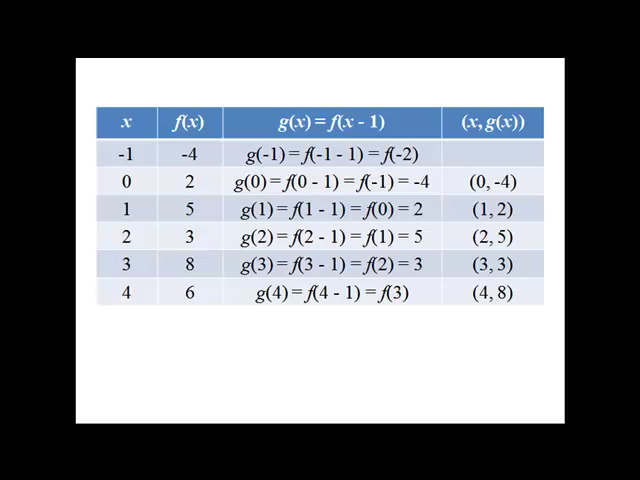 x f(x) g(x) = f(x - 1) (x, g(x))
-1 -4 g(-1) = f(-1 - 1) = f(-2)
0 2 g(0) = f(0 - 1) = f(-1) = -4 (0, -4)
1 5 g(1) = f(1 - 1) = f(0) = 2 (1, 2)
2 3 g(2) = f(2 - 1) = f(1) = 5 (2, 5)
3 8 g(3) = f(3 - 1) = f(2) = 3 (3, 3)
4 6 g(4) = f(4 - 1) = f(3) (4, 8)